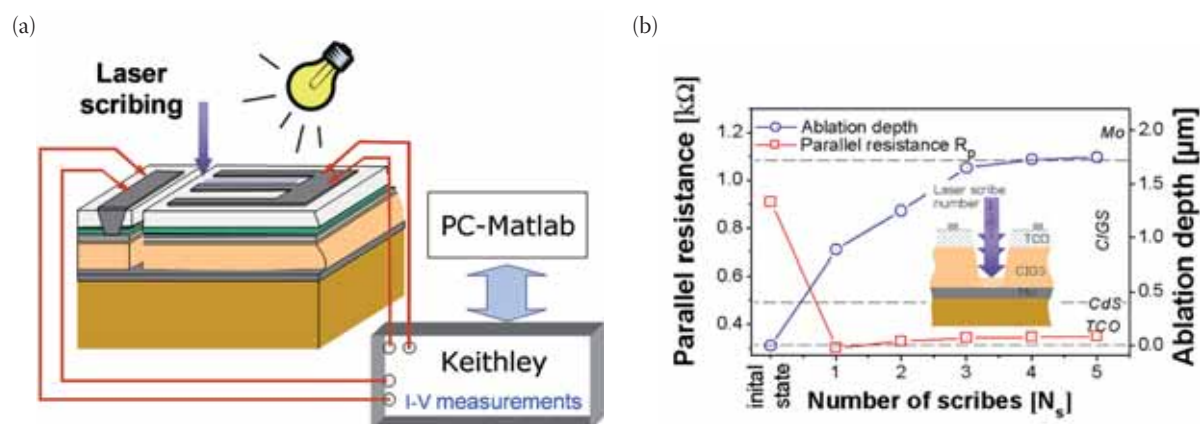 (a)
Laser
scribing
PC-Matlab
Keithley
I-V measurements
(b)
Parallel resistance [kΩ]
1.2
1.0
0.8
0.6
0.4
Ablation depth
Parallel resistance Rp
Laser scribe
number
TCO
CIGS
Mo
CIGS
CdS
TCO
2.0
1.5
1.0
0.5
0.0
Ablation depth [μm]
inital
state
1 2 3 4 5
Number of scribes [Ns]